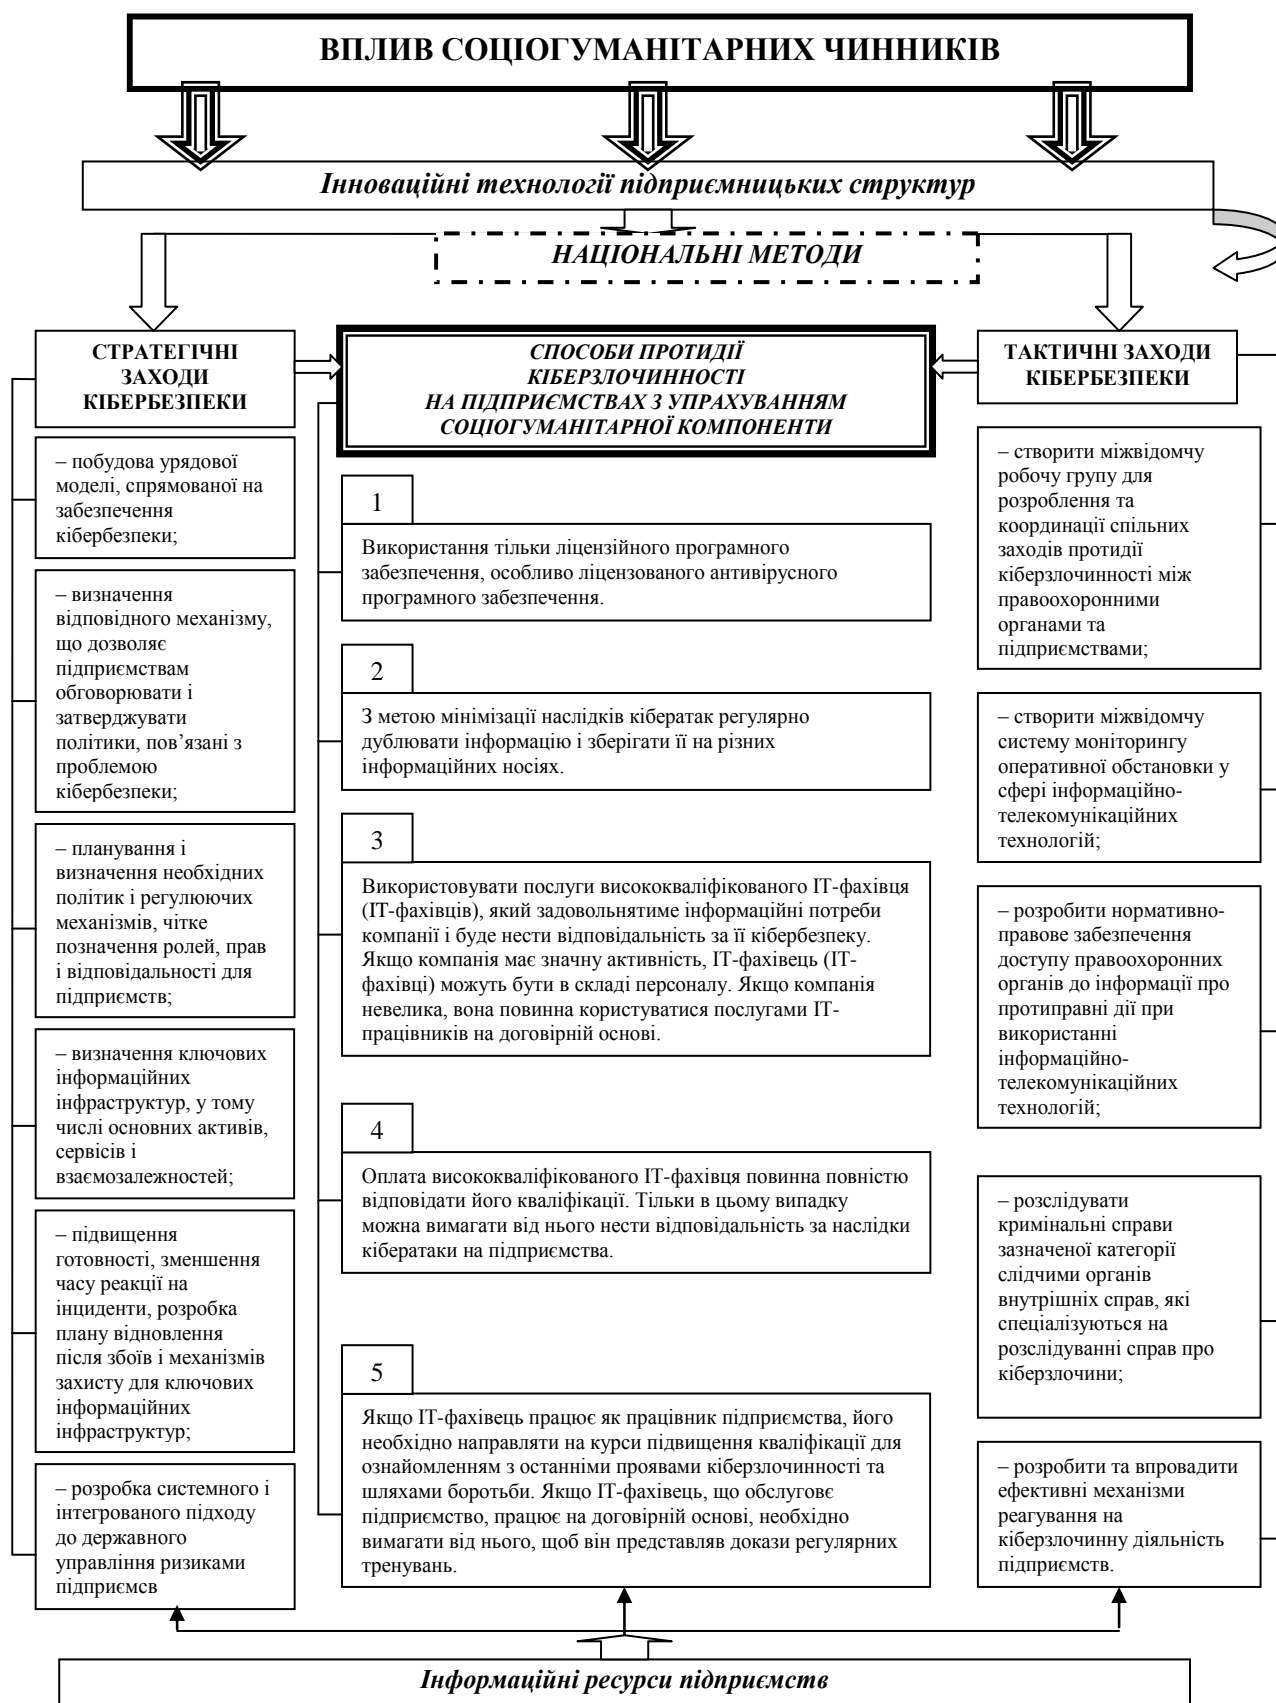 ВПЛИВ СОЦІОГУМАНІТАРНИХ ЧИННИКІВ
Інноваційні технології підприємницьких структур
НАЦІОНАЛЬНІ МЕТОДИ
СТРАТЕГІЧНІ
ЗАХОДИ
КІБЕРБЕЗПЕКИ
– побудова урядової
моделі, спрямованої на
забезпечення
кібербезпеки;
– визначення
відповідного механізму,
що дозволяє
підприємствам
обговорювати і
затверджувати
політики, пов’язані з
проблемою
кібербезпеки;
– планування і
визначення необхідних
політик і регулюючих
механізмів, чітке
позначення ролей, прав
і відповідальності для
підприємств;
– визначення ключових
інформаційних
інфраструктур, у тому
числі основних активів,
сервісів і
взаємозалежностей;
– підвищення
готовності, зменшення
часу реакції на
інциденти, розробка
плану відновлення
після збоїв і механізмів
захисту для ключових
інформаційних
інфраструктур;
– розробка системного і
інтегрованого підходу
до державного
управління ризиками
підприємсв
СПОСОБИ ПРОТИДІЇ
КІБЕРЗЛОЧИННОСТІ
НА ПІДПРИЄМСТВАХ З УПРАХУВАННЯМ
СОЦІОГУМАНІТАРНОЇ КОМПОНЕНТИ
1
Використання тільки ліцензійного програмного
забезпечення, особливо ліцензованого антивірусного
програмного забезпечення.
2
З метою мінімізації наслідків кібератак регулярно
дублювати інформацію і зберігати її на різних
інформаційних носіях.
3
Використовувати послуги висококваліфікованого ІТ-фахівця
(ІТ-фахівців), який задовольнятиме інформаційні потреби
компанії і буде нести відповідальність за її кібербезпеку.
Якщо компанія має значну активність, ІТ-фахівець (ІТ-
фахівці) можуть бути в складі персоналу. Якщо компанія
невелика, вона повинна користуватися послугами ІТ-
працівників на договірній основі.
4
Оплата висококваліфікованого ІТ-фахівця повинна повністю
відповідати його кваліфікації. Тільки в цьому випадку
можна вимагати від нього нести відповідальність за наслідки
кібератаки на підприємства.
5
Якщо ІТ-фахівець працює як працівник підприємства, його
необхідно направляти на курси підвищення кваліфікації для
ознайомленням з останніми проявами кіберзлочинності та
шляхами боротьби. Якщо ІТ-фахівець, що обслуговє
підприємство, працює на договірній основі, необхідно
вимагати від нього, щоб він представляв докази регулярних
тренувань.
ТАКТИЧНІ ЗАХОДИ
КІБЕРБЕЗПЕКИ
– створити міжвідомчу
робочу групу для
розроблення та
координації спільних
заходів протидії
кіберзлочинності між
правоохоронними
органами та
підприємствами;
– створити міжвідомчу
систему моніторингу
оперативної обстановки у
сфері інформаційно-
телекомунікаційних
технологій;
– розробити нормативно-
правове забезпечення
доступу правоохоронних
органів до інформації про
протиправні дії при
використанні
інформаційно-
телекомунікаційних
технологій;
– розслідувати
кримінальні справи
зазначеної категорії
слідчими органів
внутрішніх справ, які
спеціалізуються на
розслідуванні справ про
кіберзлочини;
– розробити та впровадити
ефективні механізми
реагування на
кіберзлочинну діяльність
підприємств.
Інформаційні ресурси підприємств